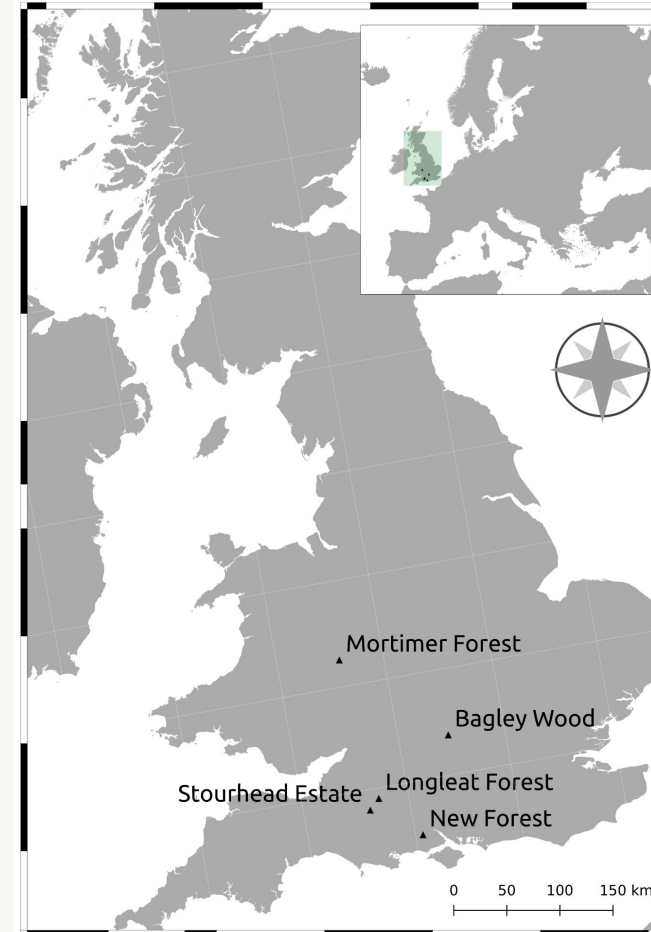 Mortimer Forest
Bagley Wood
Longleat Forest
Stourhead Estate
New Forest
0 50 100 150 km